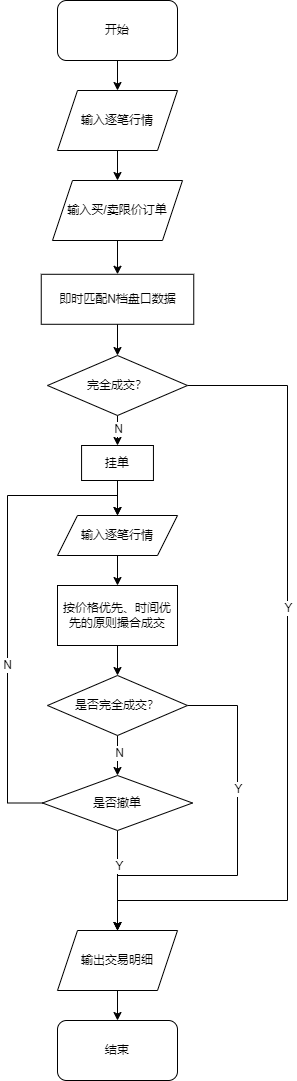 开始
输入逐笔行情
输入买/卖限价订单
即时匹配N档盘口数据
完全成交?
N
挂单
输入逐笔行情
按价格优先、时间优
先的原则撮合成交
Y
N
是否完全成交?
N
Y
是否撤单
Y
输出交易明细
结束